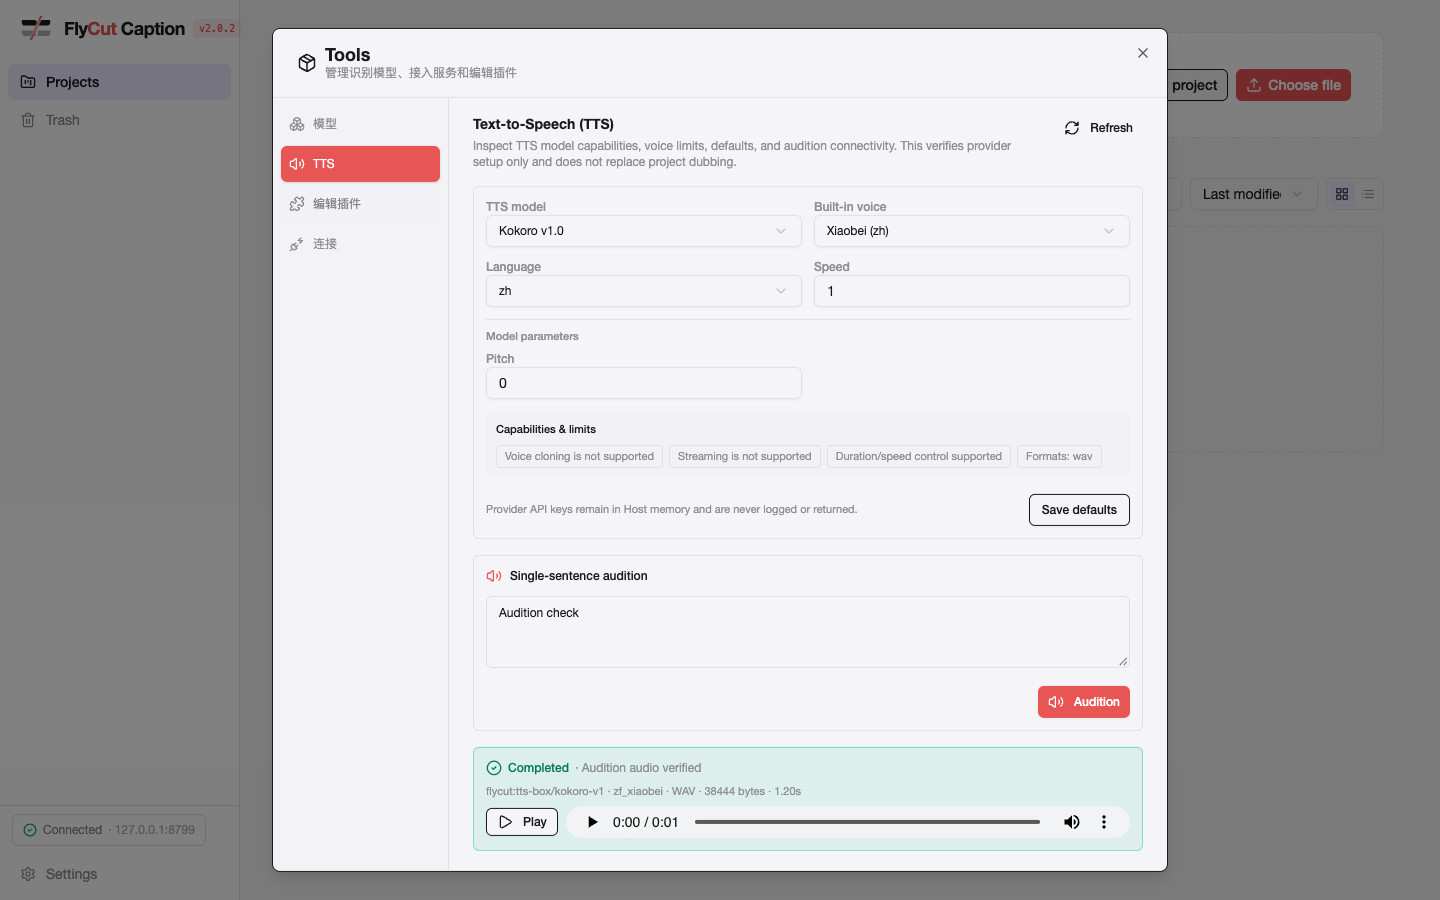 FlyCut Caption v2.0.2
Projects
Trash
Connected · 127.0.0.1:8799
Settings
project
Choose file
Last modifie
Tools
管理识别模型、接入服务和编辑插件
模型
TTS
编辑插件
连接
Text-to-Speech (TTS)
Refresh
Inspect TTS model capabilities, voice limits, defaults, and audition connectivity. This verifies provider
setup only and does not replace project dubbing.
TTS model
Built-in voice
Kokoro v1.0
Xiaobei (zh)
Language
Speed
zh
1
Model parameters
Pitch
0
Capabilities & limits
Voice cloning is not supported
Streaming is not supported
Duration/speed control supported
Formats: wav
Provider API keys remain in Host memory and are never logged or returned.
Save defaults
Single-sentence audition
Audition check
Audition
Completed · Audition audio verified
flycut:tts-box/kokoro-v1 · zf_xiaobei · WAV · 38444 bytes · 1.20s
Play
0:00 / 0:01